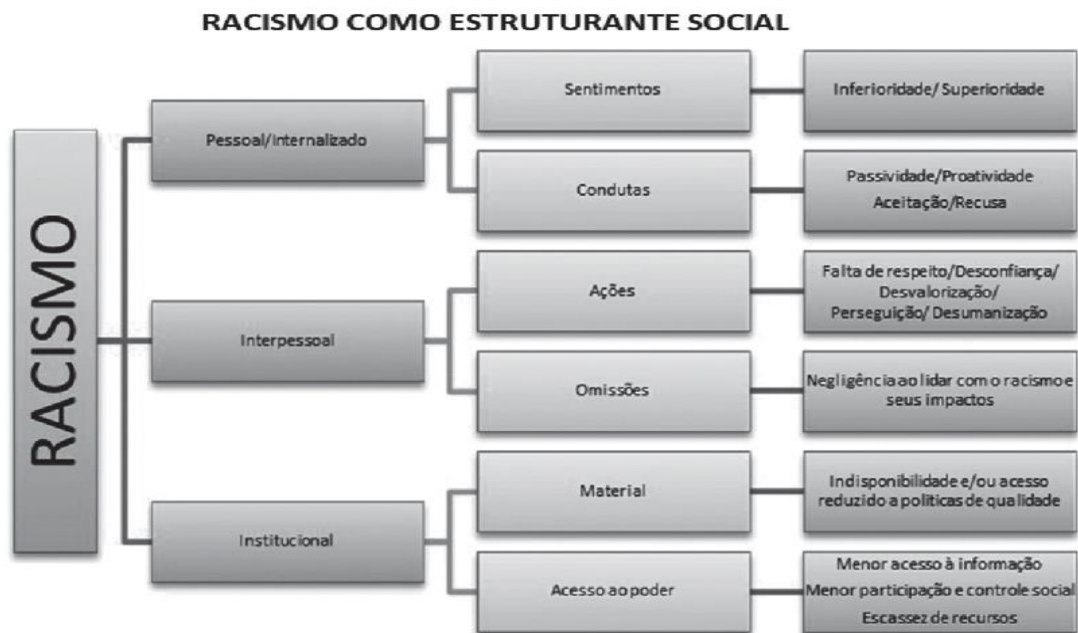 RACISMO COMO ESTRUTURANTE SOCIAL
RACISMO
Pessoal/Internalizado
Sentimentos
Inferioridade/ Superioridade
Condutas
Passividade/Proatividade
Aceitação/Recusa
Interpessoal
Ações
Falta de respeito/Desconfiança/
Desvalorização/
Perseguição/ Desumanização
Omissões
Negligência ao lidar com o racismo e
seus impactos
Institucional
Material
Indisponibilidade e/ou acesso
reduzido a políticas de qualidade
Acesso ao poder
Menor acesso à informação
Menor participação e controle social
Escassez de recursos